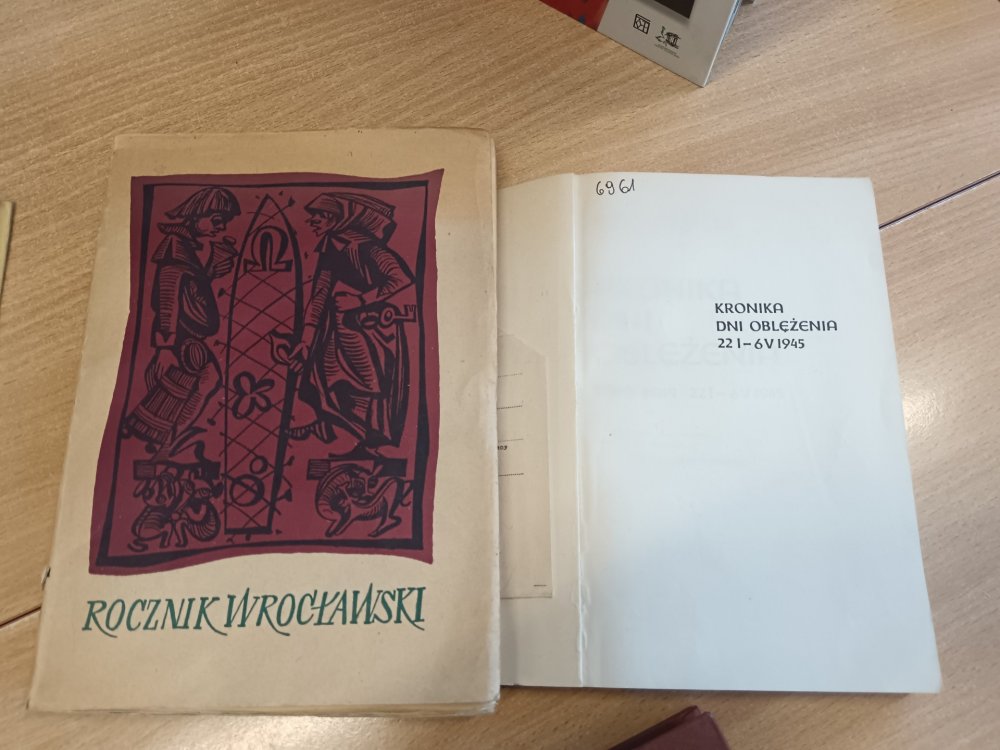 ROCZNIK WROCŁAWSKI
6961
KRONIKA
DNI OBLĘŻENIA
22 I – 6 V 1945